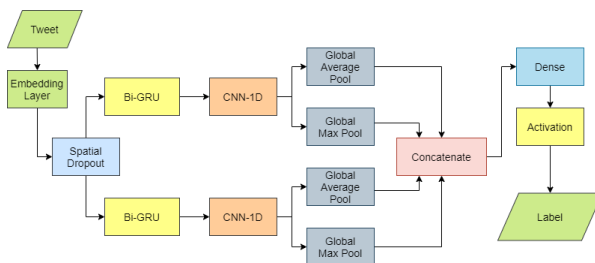 Tweet
Embedding
Layer
Spatial
Dropout
Bi-GRU
CNN-1D
Global
Average
Pool
Global
Max Pool
Bi-GRU
CNN-1D
Global
Average
Pool
Global
Max Pool
Concatenate
Dense
Activation
Label